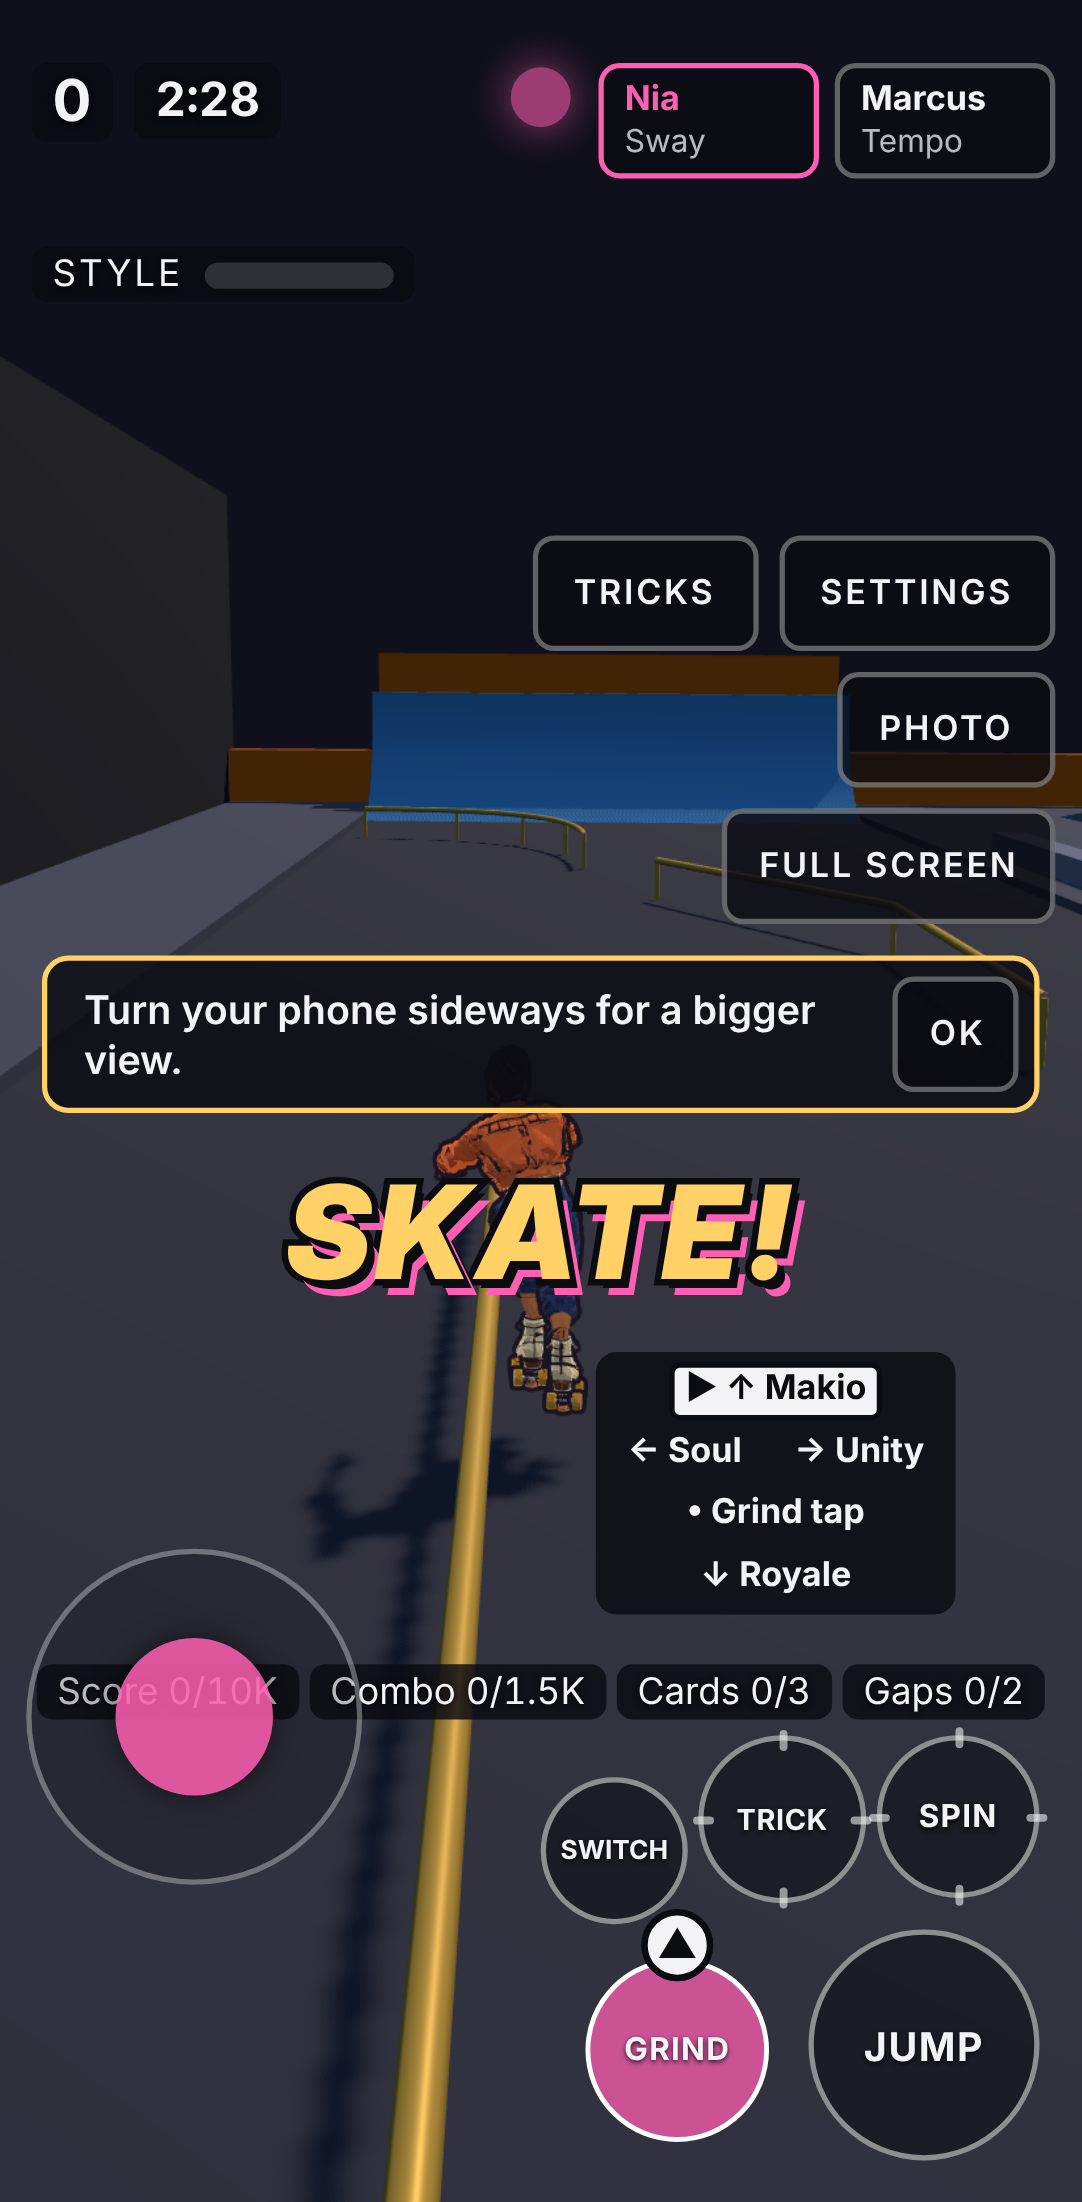 0
2:28
Nia
Sway
Marcus
Tempo
STYLE
TRICKS
SETTINGS
PHOTO
FULL SCREEN
Turn your phone sideways for a bigger
view.
OK
SKATE!
▶ ↑ Makio
← Soul
→ Unity
• Grind tap
↓ Royale
Score 0/10K
Combo 0/1.5K
Cards 0/3
Gaps 0/2
SWITCH
TRICK
SPIN
GRIND
JUMP